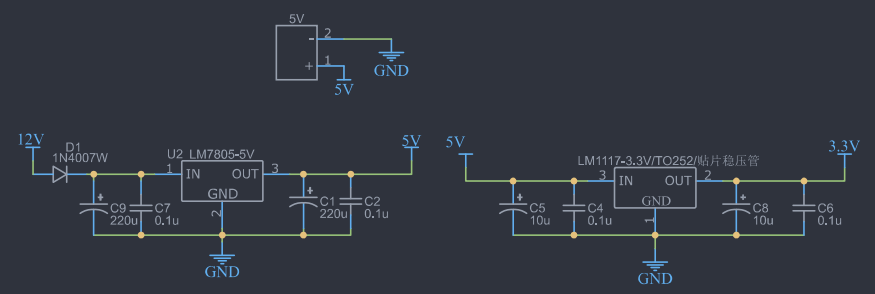 5V
- 2
GND
+ 1
5V
12V
D1
1N4007W
U2 LM7805-5V
5V
1 IN OUT 3
GND
2
C9
220u
C7
0.1u
C1
220u
C2
0.1u
GND
5V
LM1117-3.3V/TO252/贴片稳压管
3.3V
3 IN OUT 2
GND
1
C5
10u
C4
0.1u
C8
10u
C6
0.1u
GND